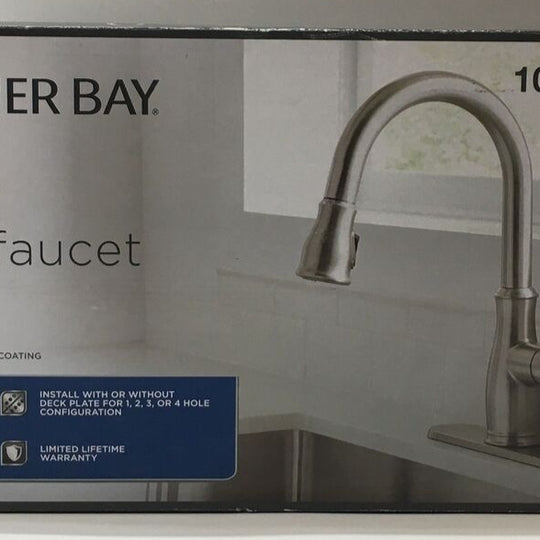 ER BAY®
10
faucet
COATING
INSTALL WITH OR WITHOUT
DECK PLATE FOR 1, 2, 3, OR 4 HOLE
CONFIGURATION
LIMITED LIFETIME
WARRANTY